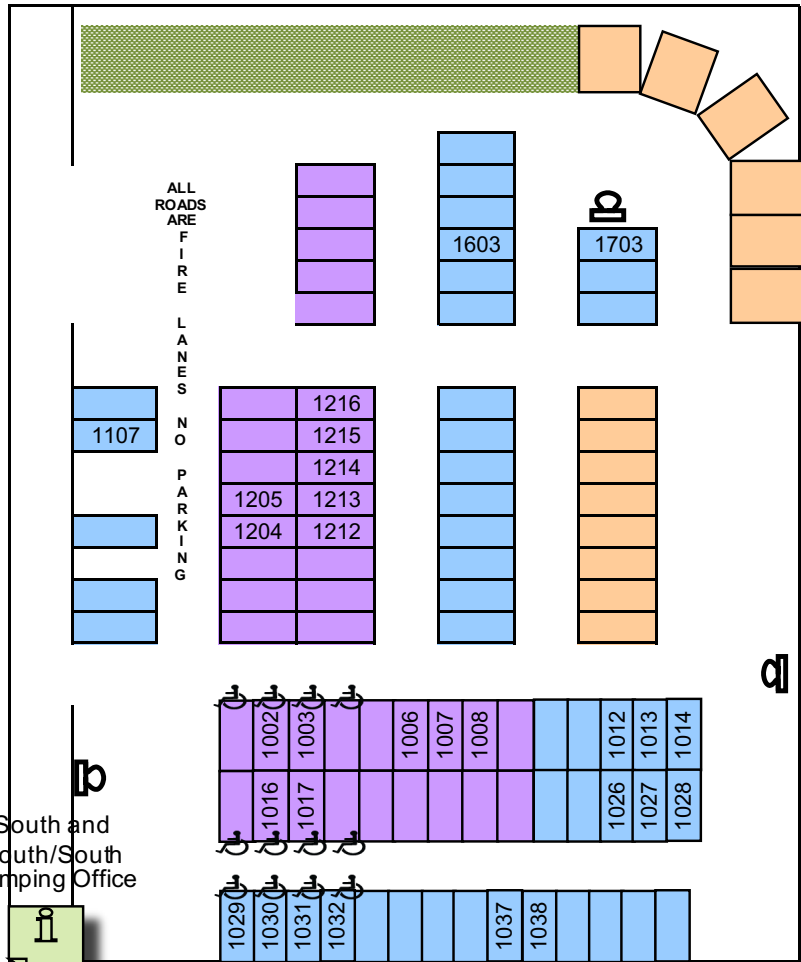 ALL
ROADS
ARE
F
I
R
E
L
A
N
E
S
N
O
P
A
R
K
I
N
G
1603
1703
1107
1216
1215
1214
1205
1213
1204
1212
1002
1003
1006
1007
1008
1012
1013
1014
1016
1017
1026
1027
1028
South and
outh/South
mping Office
i
1029
1030
1031
1032
1037
1038